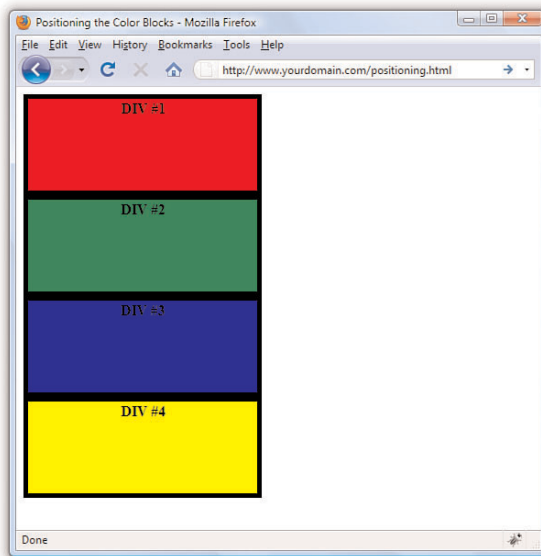 Positioning the Color Blocks - Mozilla Firefox
File Edit View History Bookmarks Tools Help
http://www.yourdomain.com/positioning.html
DIV #1
DIV #2
DIV #3
DIV #4
Done